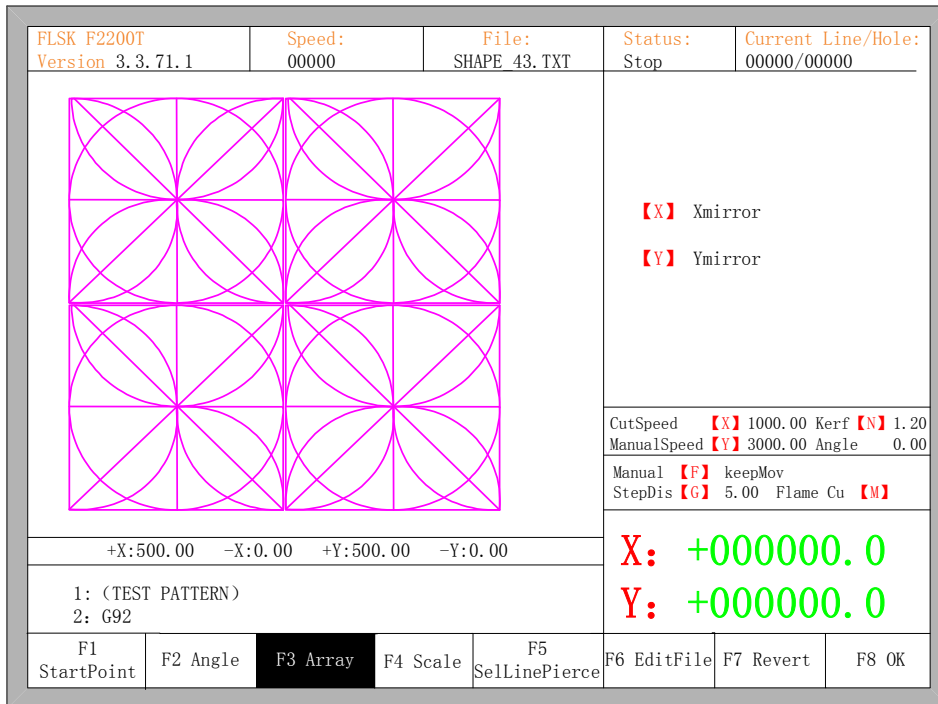 FLSK F2200T Speed: File: Status: Current Line/Hole:
Version 3.3.71.1 00000 SHAPE_43.TXT Stop 00000/00000
【X】 Xmirror
【Y】 Ymirror
CutSpeed 【X】 1000.00 Kerf【N】1.20
ManualSpeed【Y】3000.00 Angle 0.00
Manual 【F】 keepMov
StepDis【G】 5.00 Flame Cu 【M】
+X:500.00 -X:0.00 +Y:500.00 -Y:0.00
X: +000000.0
Y: +000000.0
1:（TEST PATTERN）
2: G92
F1 StartPoint
F2 Angle
F3 Array
F4 Scale
F5 SelLinePierce
F6 EditFile
F7 Revert
F8 OK